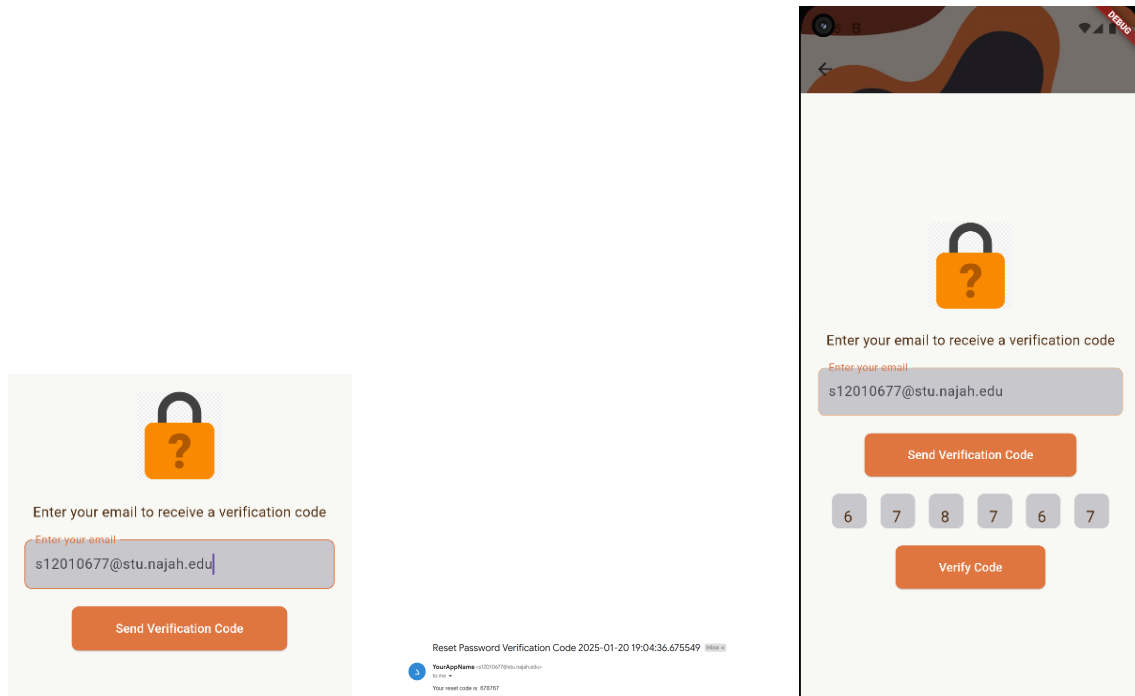 Enter your email to receive a verification code
Enter your email
s12010677@stu.najah.edu
Send Verification Code
Reset Password Verification Code 2025-01-20 19:04:36.675549 Inbox x
YourAppName <s12010677@stu.najah.edu>
to me
Your reset code is: 678767
DEBUG
Enter your email to receive a verification code
Enter your email
s12010677@stu.najah.edu
Send Verification Code
6 7 8 7 6 7
Verify Code